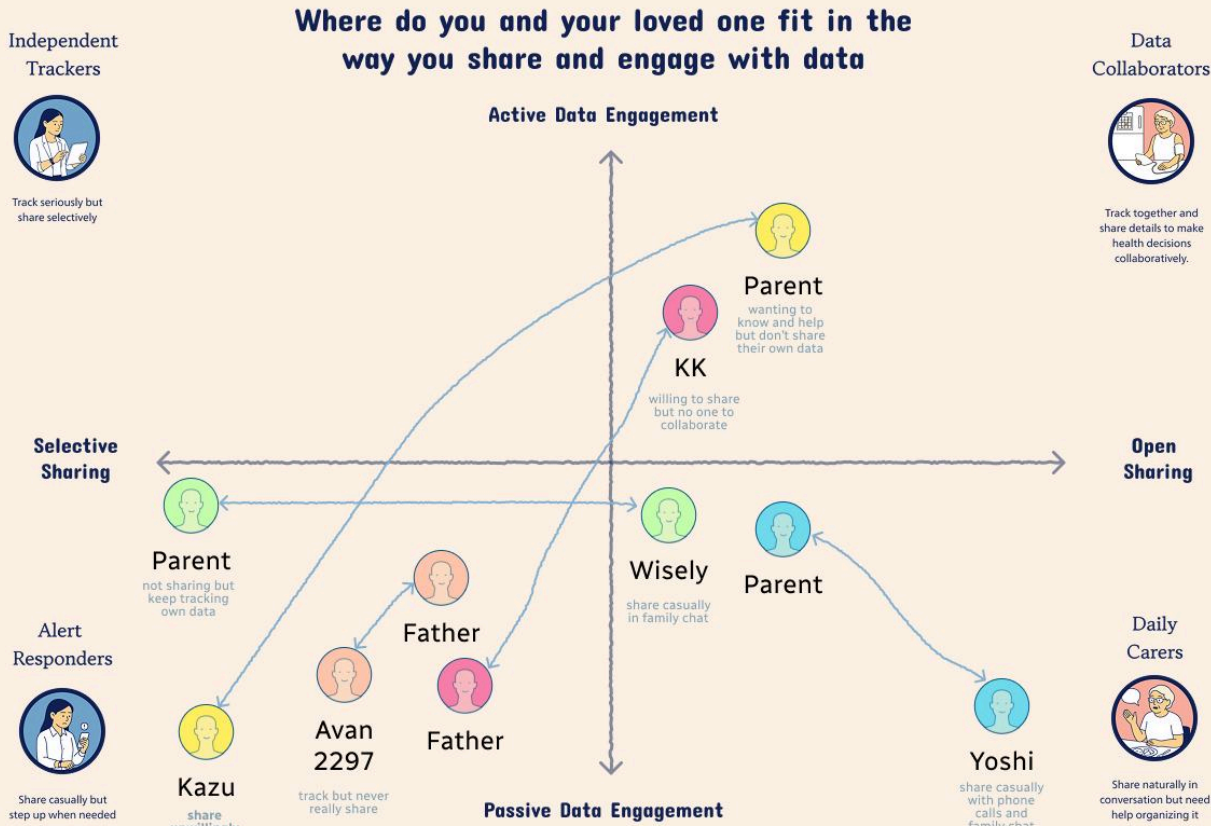 Where do you and your loved one fit in the
way you share and engage with data
Independent
Trackers
Track seriously but
share selectively
Data
Collaborators
Track together and
share details to make
health decisions
collaboratively.
Active Data Engagement
Parent
wanting to
know and help
but don't share
their own data
KK
willing to share
but no one to
collaborate
Selective
Sharing
Open
Sharing
Parent
not sharing but
keep tracking
own data
Wisely
share casually
in family chat
Parent
Father
Father
Avan
2297
track but never
really share
Kazu
share
Yoshi
share casually
with phone
calls and
family chat
Alert
Responders
Share casually but
step up when needed
Daily
Carers
Share naturally in
conversation but need
help organizing it
Passive Data Engagement